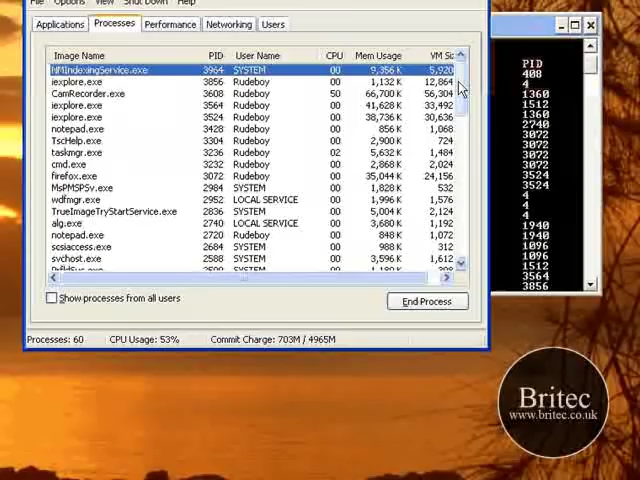 File Options View Shut Down Help
Applications Processes Performance Networking Users
Image Name PID User Name CPU Mem Usage VM Siz
NMIndexingService.exe 3964 SYSTEM 00 9,356 K 5,920
iexplore.exe 3856 Rudeboy 00 1,132 K 12,864
CamRecorder.exe 3608 Rudeboy 50 66,700 K 56,304
iexplore.exe 3564 Rudeboy 00 41,628 K 33,492
iexplore.exe 3524 Rudeboy 00 38,736 K 30,636
notepad.exe 3428 Rudeboy 00 856 K 1,068
TscHelp.exe 3304 Rudeboy 00 2,900 K 724
taskmgr.exe 3236 Rudeboy 02 5,632 K 1,484
cmd.exe 3232 Rudeboy 00 2,868 K 2,024
firefox.exe 3072 Rudeboy 00 35,044 K 24,156
MsPMSPSv.exe 2984 SYSTEM 00 1,828 K 532
wdfmgr.exe 2952 LOCAL SERVICE 00 1,996 K 1,576
TrueImageTryStartService.exe 2836 SYSTEM 00 5,004 K 2,124
alg.exe 2740 LOCAL SERVICE 00 3,680 K 1,192
notepad.exe 2720 Rudeboy 00 848 K 1,072
scsiaccess.exe 2684 SYSTEM 00 988 K 312
svchost.exe 2588 SYSTEM 00 3,596 K 1,612
Show processes from all users
End Process
Processes: 60 CPU Usage: 53% Commit Charge: 703M / 4965M
PID
408
4
1360
1512
1360
2740
3072
3072
3072
3072
3524
3524
4
4
4
1940
1940
1096
1096
1512
3564
3856
Britec
www.britec.co.uk